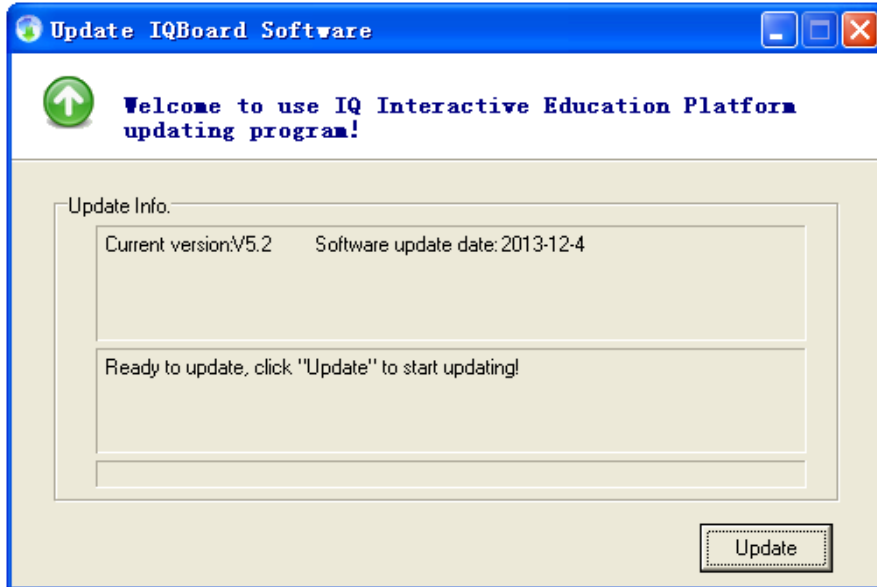 Update IQBoard Software
Welcome to use IQ Interactive Education Platform
updating program!
Update Info.
Current version:V5.2 Software update date: 2013-12-4
Ready to update, click "Update" to start updating!
Update